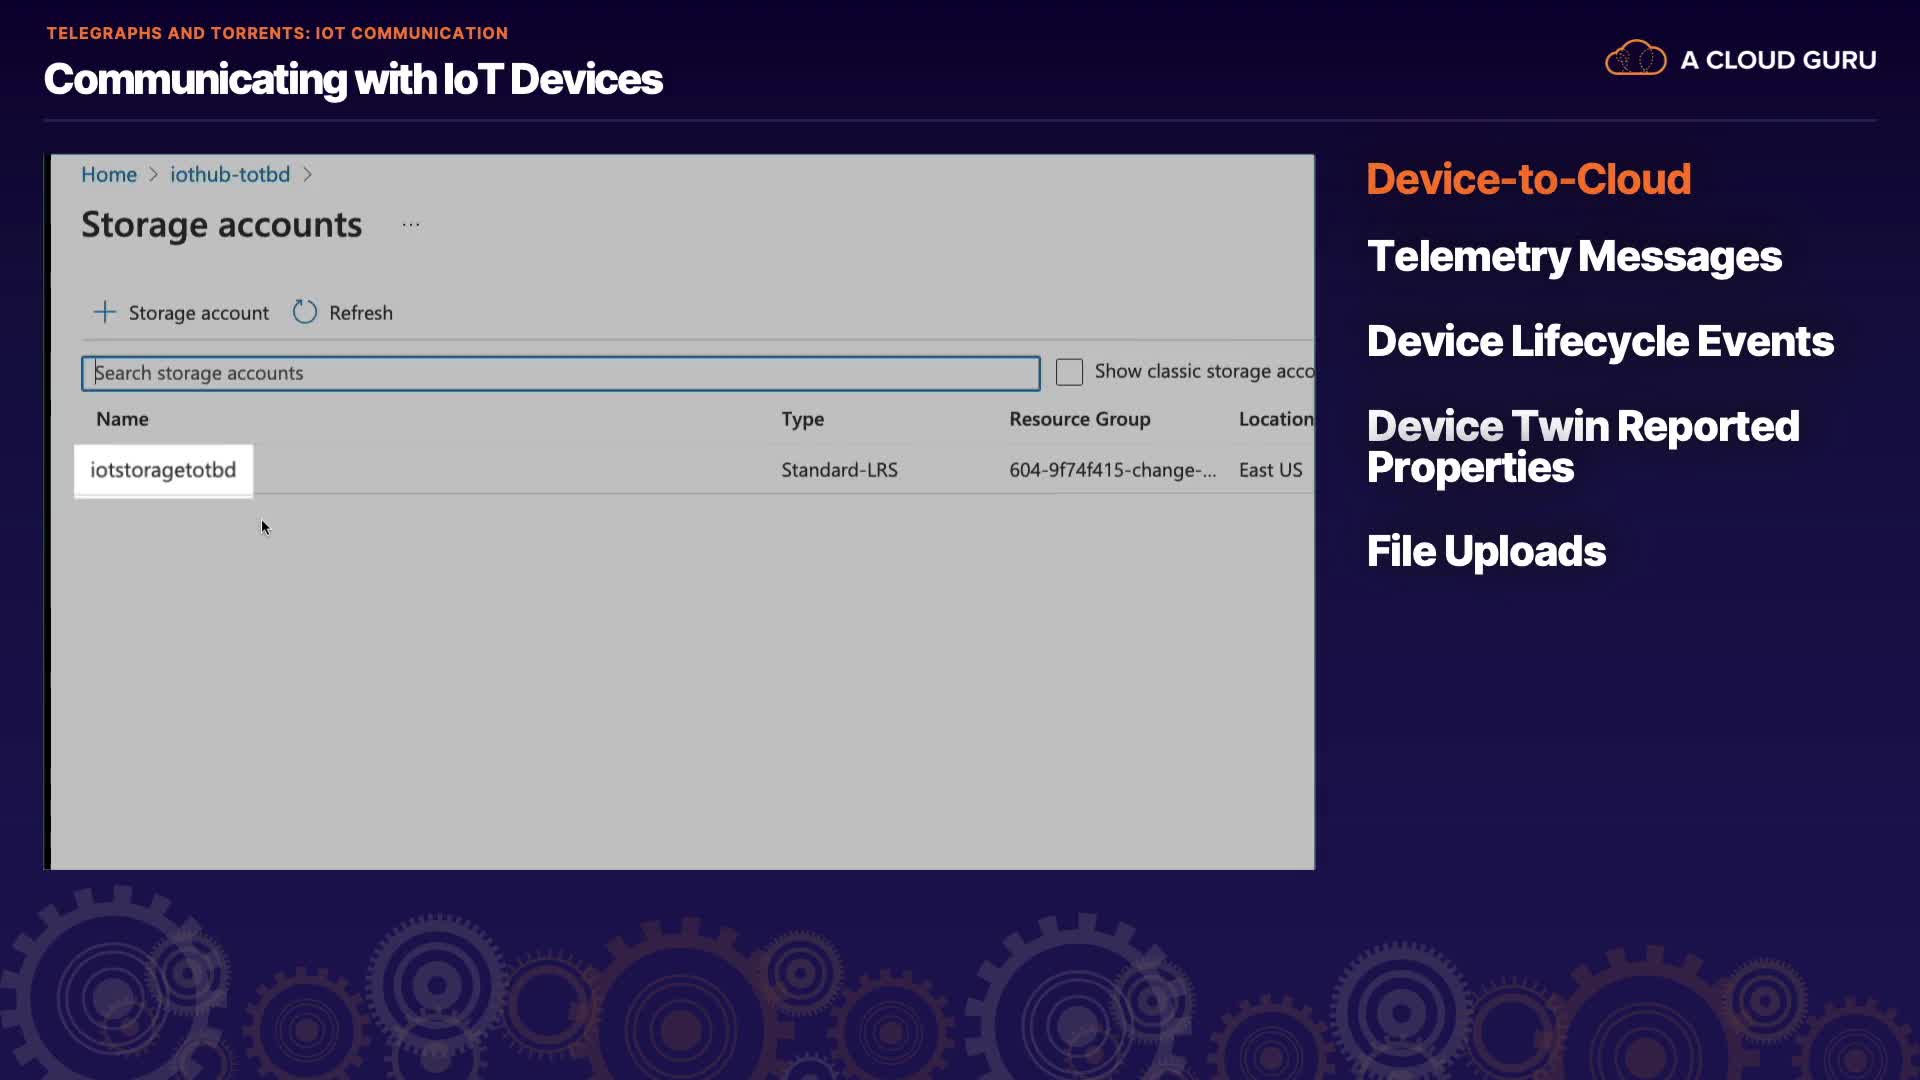 TELEGRAPHS AND TORRENTS: IOT COMMUNICATION
Communicating with IoT Devices
A CLOUD GURU
Home > iothub-totbd >
Storage accounts ...
+ Storage account Refresh
Search storage accounts Show classic storage acco
Name Type Resource Group Location
iotstoragetotbd Standard-LRS 604-9f74f415-change-... East US
Device-to-Cloud
Telemetry Messages
Device Lifecycle Events
Device Twin Reported
Properties
File Uploads